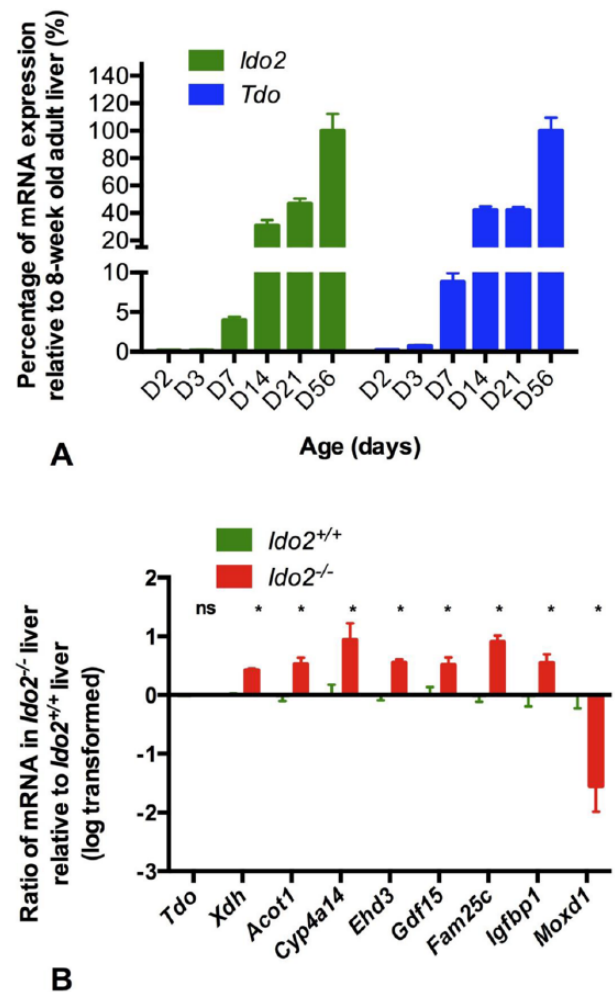 Percentage of mRNA expression
relative to 8-week old adult liver (%)
Ido2
Tdo
140
120
100
80
60
40
20
10
5
0
D2 D3 D7 D14 D21 D56 D2 D3 D7 D14 D21 D56
Age (days)
A
Ratio of mRNA in Ido2-/- liver
relative to Ido2+/+ liver
(log transformed)
Ido2+/+
Ido2-/-
2
1
0
-1
-2
-3
ns * * * * * * * *
Tdo Xdh Acot1 Cyp4a14 Ehd3 Gdf15 Fam25c Igfbp1 Moxd1
B